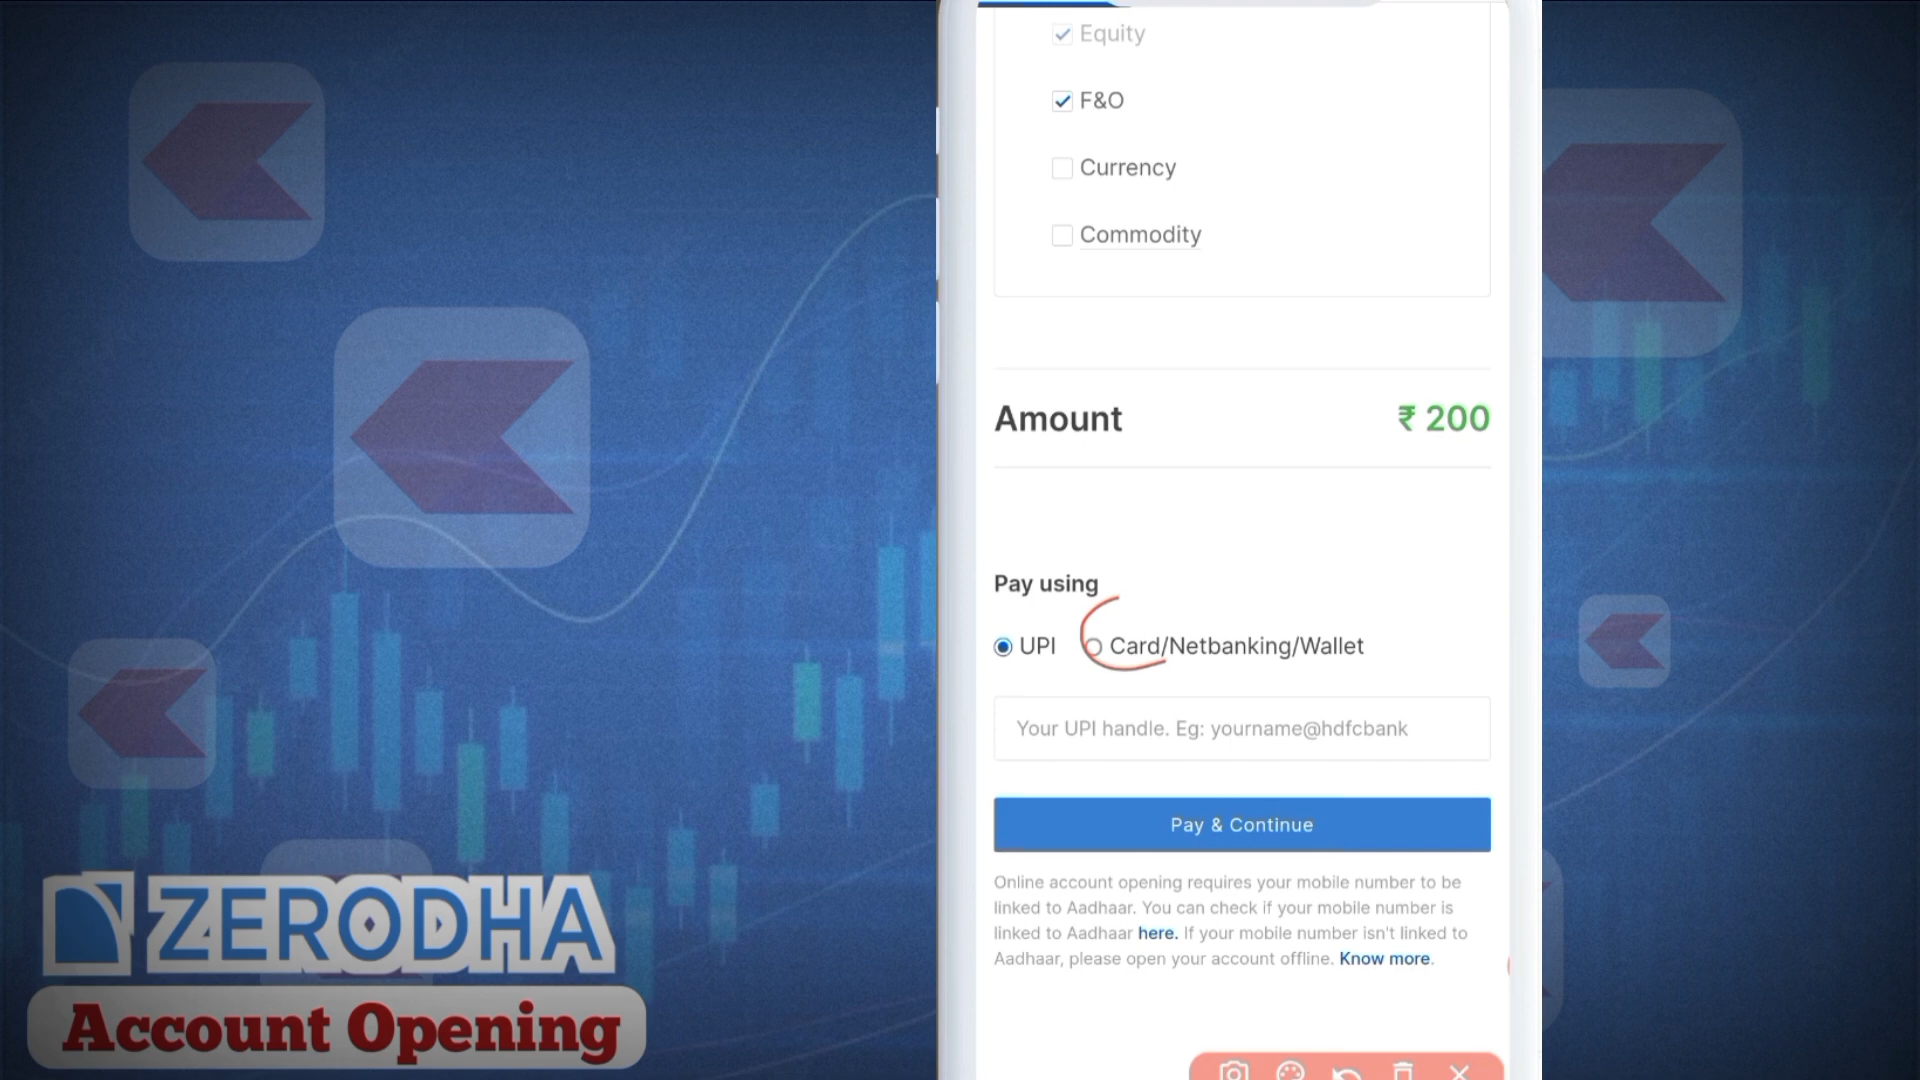 Equity
F&O
Currency
Commodity
Amount ₹ 200
Pay using
UPI Card/Netbanking/Wallet
Your UPI handle. Eg: yourname@hdfcbank
Pay & Continue
Online account opening requires your mobile number to be
linked to Aadhaar. You can check if your mobile number is
linked to Aadhaar here. If your mobile number isn't linked to
Aadhaar, please open your account offline. Know more.
ZERODHA
Account Opening